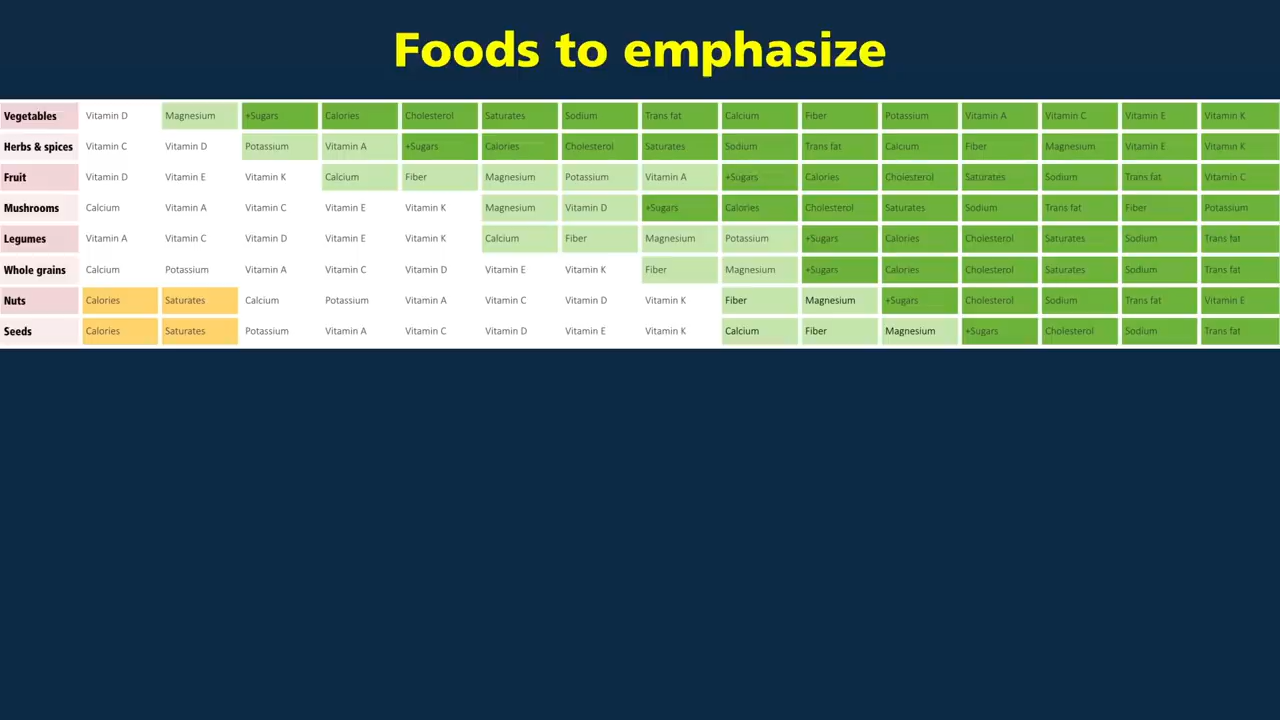 Foods to emphasize
Vegetables Vitamin D Magnesium +Sugars Calories Cholesterol Saturates Sodium Trans fat Calcium Fiber Potassium Vitamin A Vitamin C Vitamin E Vitamin K
Herbs & spices Vitamin C Vitamin D Potassium Vitamin A +Sugars Calories Cholesterol Saturates Sodium Trans fat Calcium Fiber Magnesium Vitamin E Vitamin K
Fruit Vitamin D Vitamin E Vitamin K Calcium Fiber Magnesium Potassium Vitamin A +Sugars Calories Cholesterol Saturates Sodium Trans fat Vitamin C
Mushrooms Calcium Vitamin A Vitamin C Vitamin E Vitamin K Magnesium Vitamin D +Sugars Calories Cholesterol Saturates Sodium Trans fat Fiber Potassium
Legumes Vitamin A Vitamin C Vitamin D Vitamin E Vitamin K Calcium Fiber Magnesium Potassium +Sugars Calories Cholesterol Saturates Sodium Trans fat
Whole grains Calcium Potassium Vitamin A Vitamin C Vitamin D Vitamin E Vitamin K Fiber Magnesium +Sugars Calories Cholesterol Saturates Sodium Trans fat
Nuts Calories Saturates Calcium Potassium Vitamin A Vitamin C Vitamin D Vitamin K Fiber Magnesium +Sugars Cholesterol Sodium Trans fat Vitamin E
Seeds Calories Saturates Potassium Vitamin A Vitamin C Vitamin D Vitamin E Vitamin K Calcium Fiber Magnesium +Sugars Cholesterol Sodium Trans fat